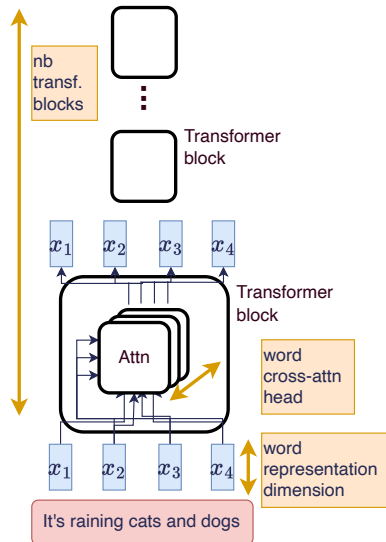 nb
transf.
blocks
Transformer
block
x₁ x₂ x₃ x₄
Transformer
block
Attn
word
cross-attn
head
x₁ x₂ x₃ x₄
word
representation
dimension
It's raining cats and dogs